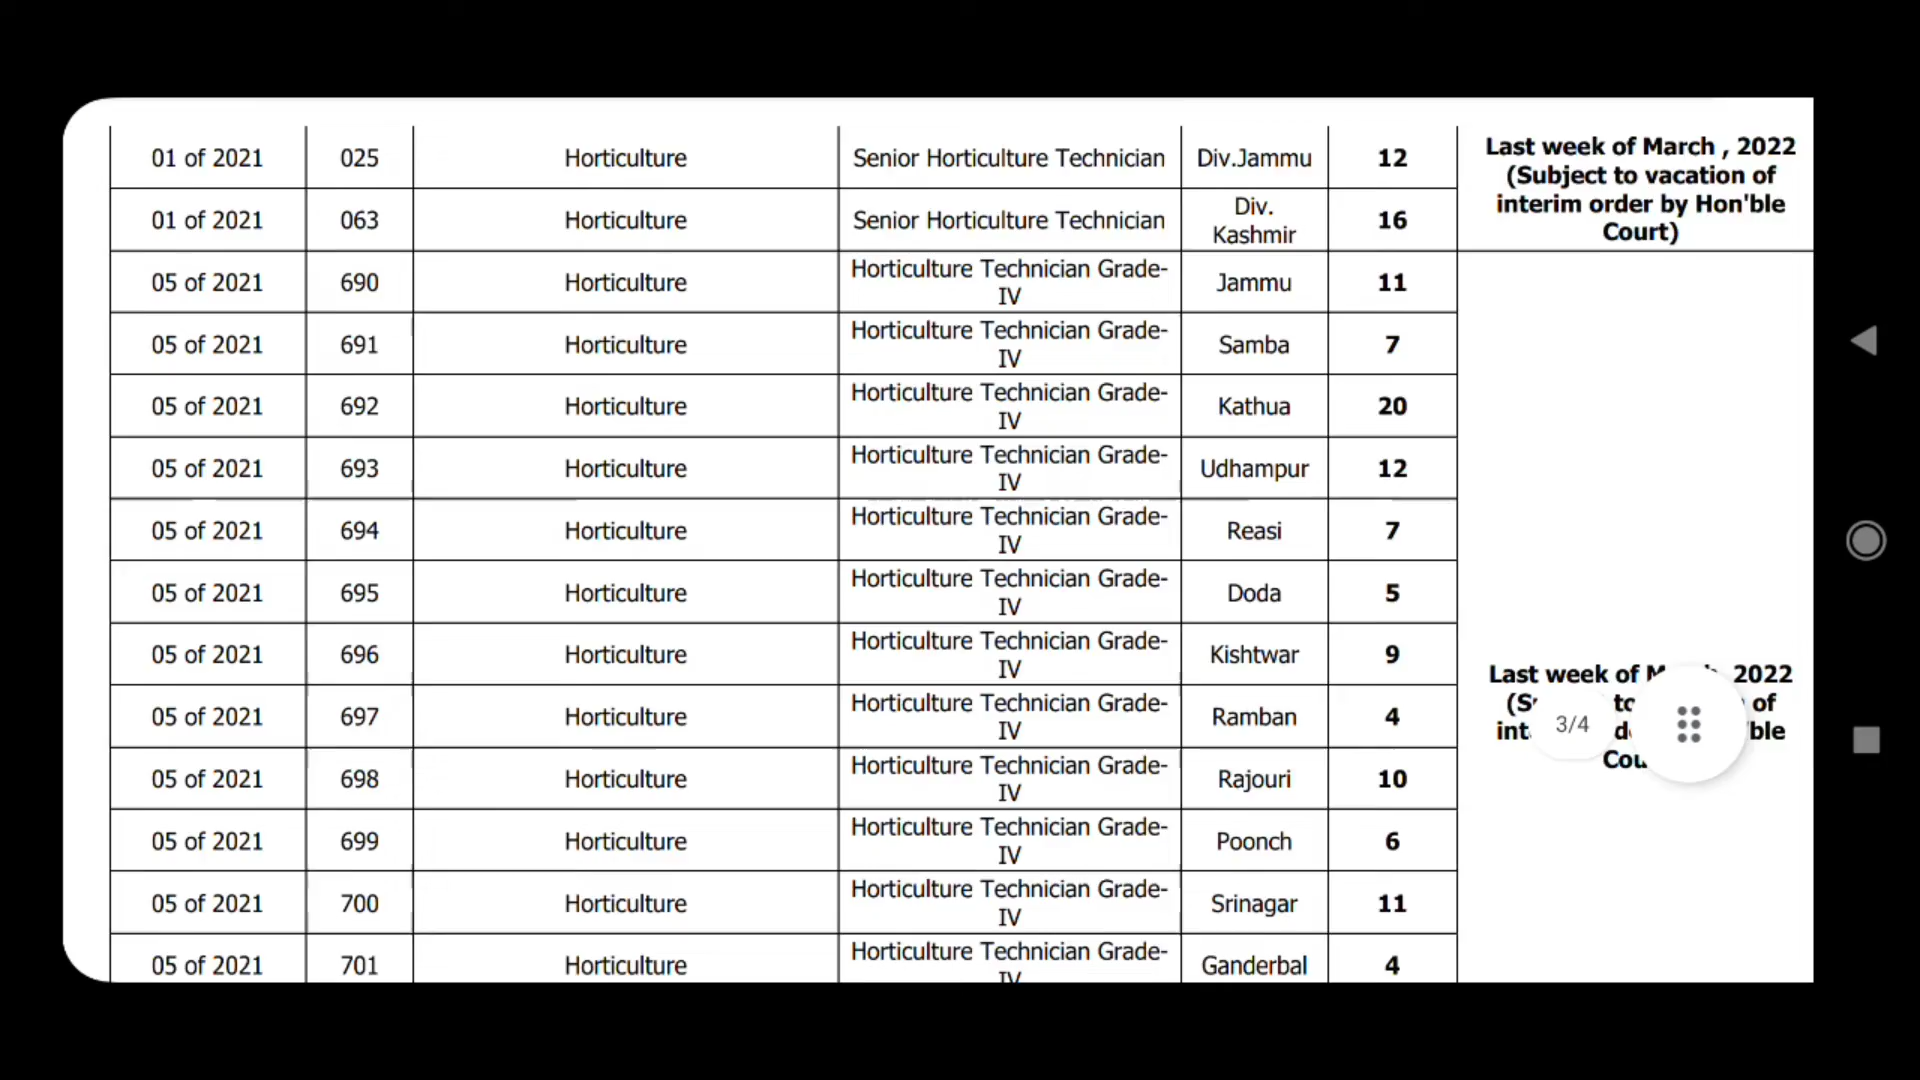 01 of 2021 025 Horticulture Senior Horticulture Technician Div.Jammu 12
Last week of March , 2022
(Subject to vacation of
interim order by Hon'ble
Court)
01 of 2021 063 Horticulture Senior Horticulture Technician Div.
Kashmir 16
05 of 2021 690 Horticulture Horticulture Technician Grade-
IV Jammu 11
05 of 2021 691 Horticulture Horticulture Technician Grade-
IV Samba 7
05 of 2021 692 Horticulture Horticulture Technician Grade-
IV Kathua 20
05 of 2021 693 Horticulture Horticulture Technician Grade-
IV Udhampur 12
05 of 2021 694 Horticulture Horticulture Technician Grade-
IV Reasi 7
05 of 2021 695 Horticulture Horticulture Technician Grade-
IV Doda 5
05 of 2021 696 Horticulture Horticulture Technician Grade-
IV Kishtwar 9
Last week of 2022
of
05 of 2021 697 Horticulture Horticulture Technician Grade-
IV Ramban 4
3/4
05 of 2021 698 Horticulture Horticulture Technician Grade-
IV Rajouri 10
05 of 2021 699 Horticulture Horticulture Technician Grade-
IV Poonch 6
05 of 2021 700 Horticulture Horticulture Technician Grade-
IV Srinagar 11
05 of 2021 701 Horticulture Horticulture Technician Grade-
IV Ganderbal 4